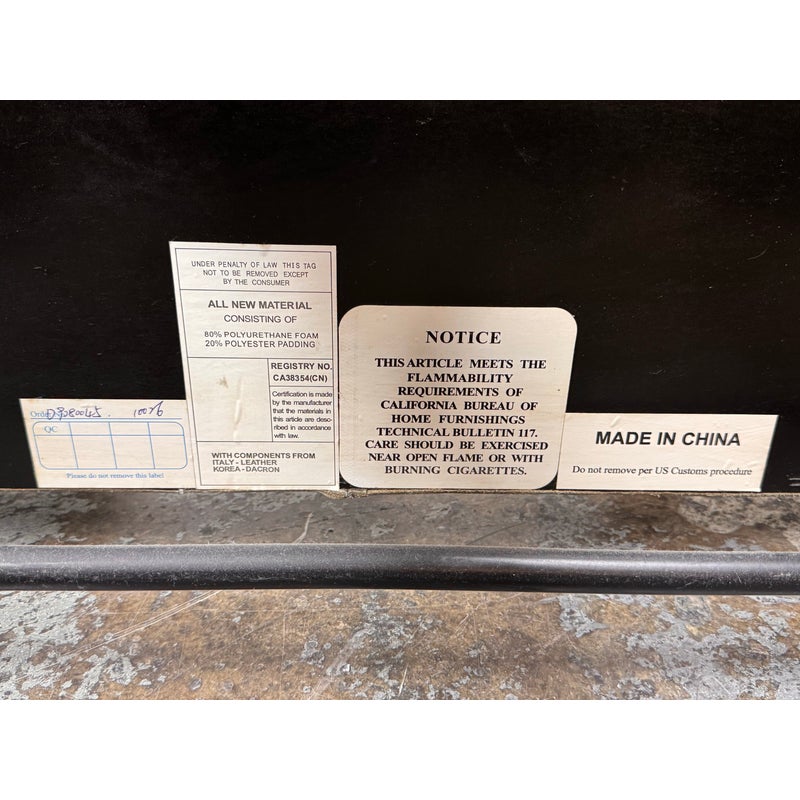 Order
QC
Please do not remove this label
UNDER PENALTY OF LAW THIS TAG
NOT TO BE REMOVED EXCEPT
BY THE CONSUMER
ALL NEW MATERIAL
CONSISTING OF
80% POLYURETHANE FOAM
20% POLYESTER PADDING
REGISTRY NO.
CA38354(CN)
Certification is made
by the manufacturer
that the materials in
this article are des-
ribed in accordance
with law.
WITH COMPONENTS FROM
ITALY - LEATHER
KOREA - DACRON
NOTICE
THIS ARTICLE MEETS THE
FLAMMABILITY
REQUIREMENTS OF
CALIFORNIA BUREAU OF
HOME FURNISHINGS
TECHNICAL BULLETIN 117.
CARE SHOULD BE EXERCISED
NEAR OPEN FLAME OR WITH
BURNING CIGARETTES.
MADE IN CHINA
Do not remove per US Customs procedure